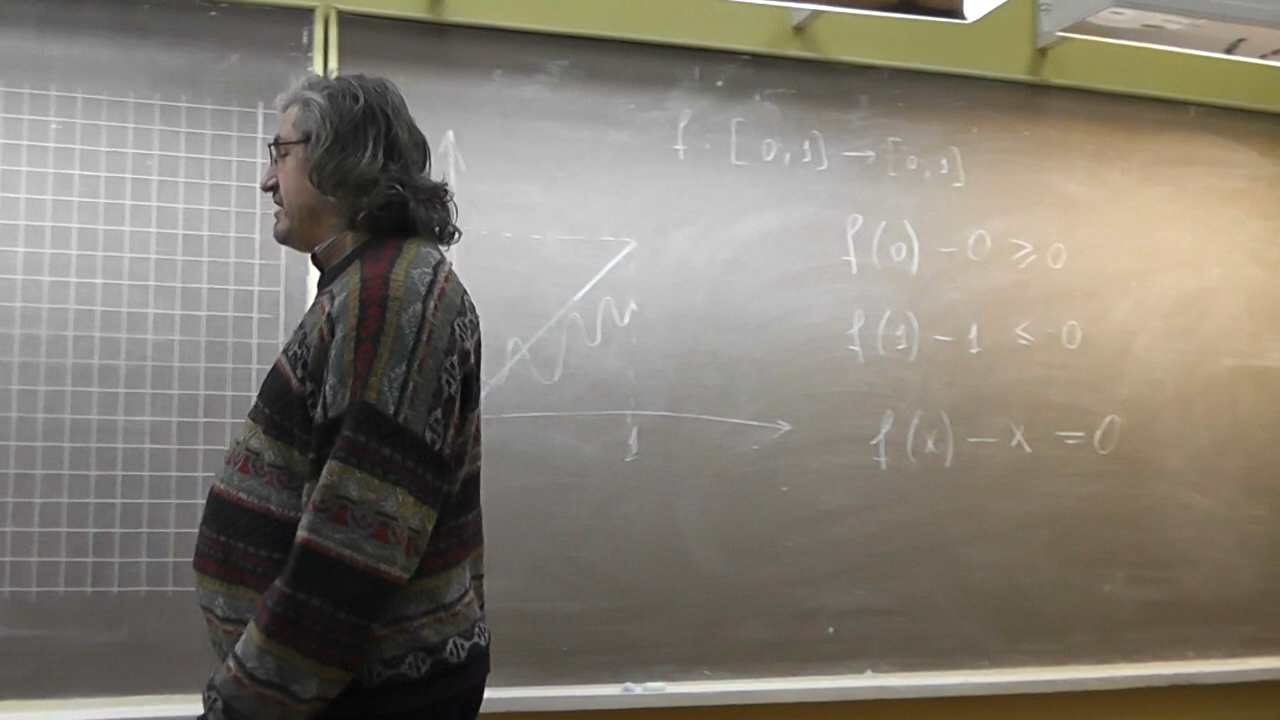 f : [0,1] → [0,1]
f(0) - 0 ⩾ 0
f(1) - 1 ≤ 0
f(x) - x = 0
1